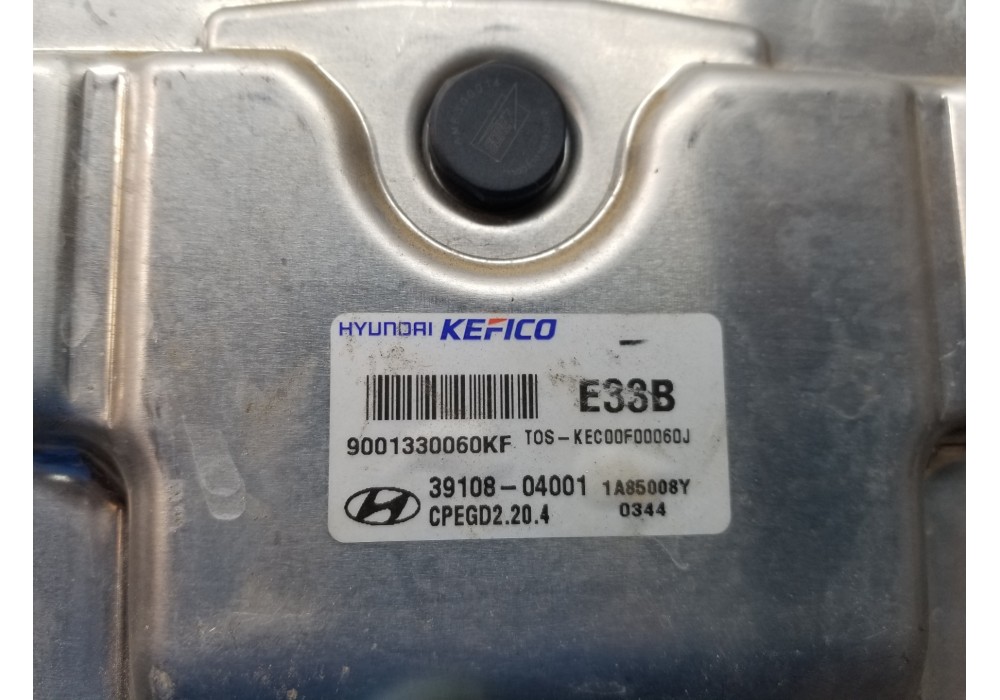 HYUNDAI KEFICO
E33B
9001330060KF TOS-KEC00F00060J
39108-04001 1A85008Y
CPEGD2.20.4 0344